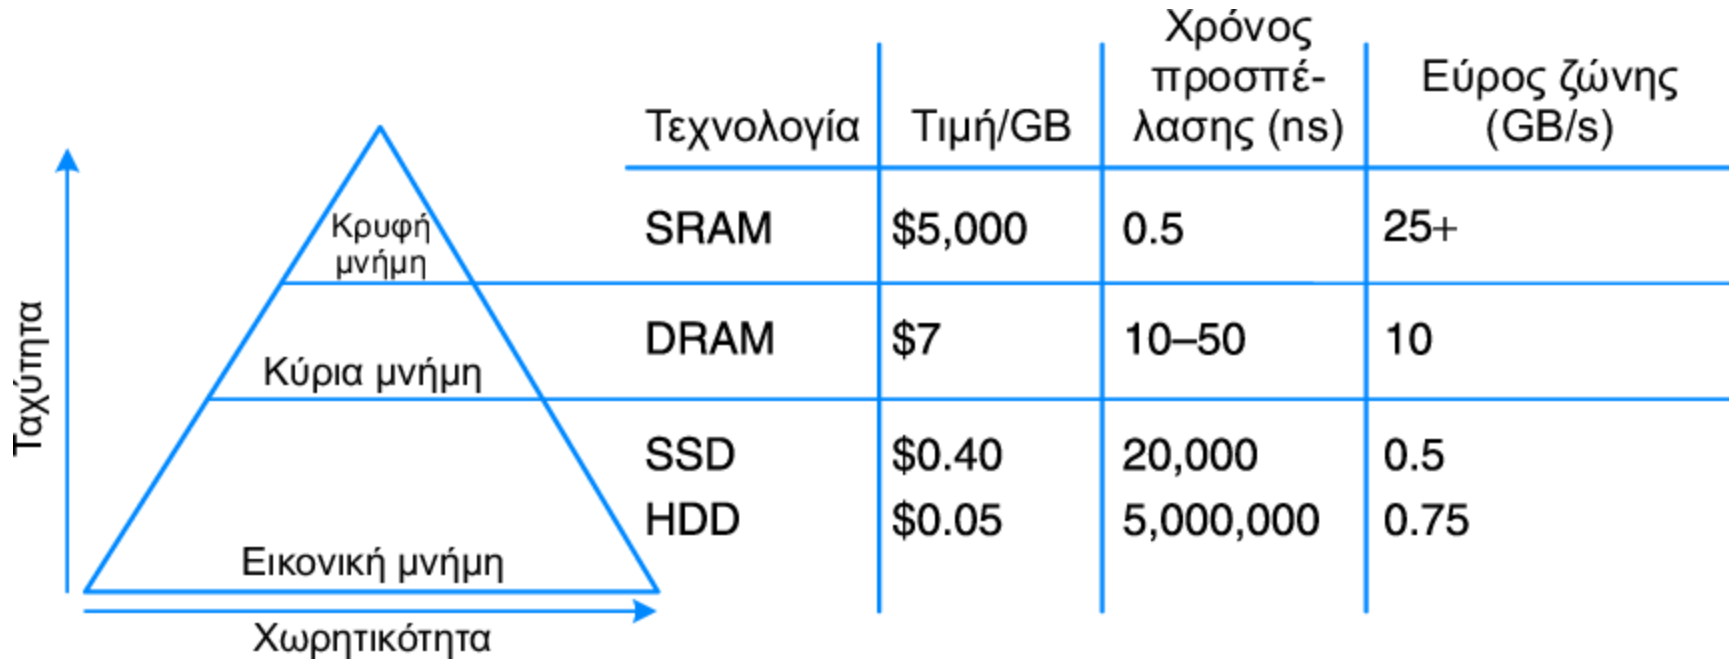 Ταχύτητα
Κρυφή
μνήμη
Κύρια μνήμη
Εικονική μνήμη
Χωρητικότητα
Τεχνολογία Τιμή/GB Χρόνος
προσπέ-
λασης (ns) Εύρος ζώνης
(GB/s)
SRAM $5,000 0.5 25+
DRAM $7 10–50 10
SSD $0.40 20,000 0.5
HDD $0.05 5,000,000 0.75